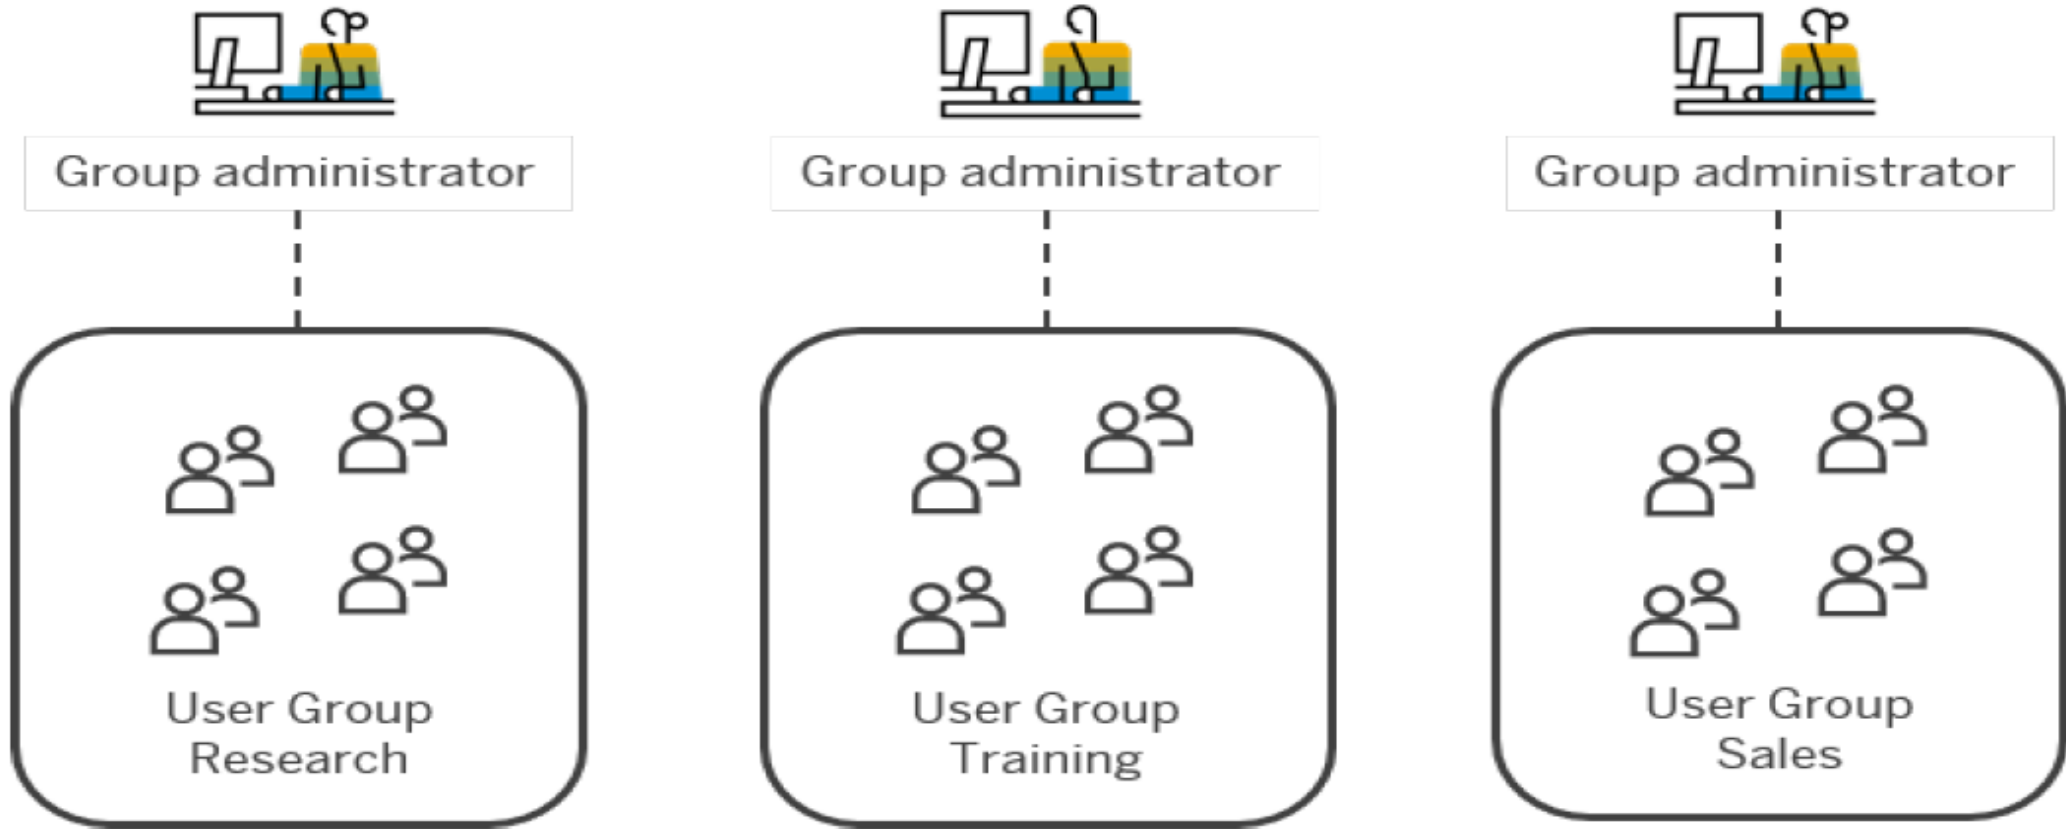 Group administrator
Group administrator
Group administrator
User Group
Research
User Group
Training
User Group
Sales